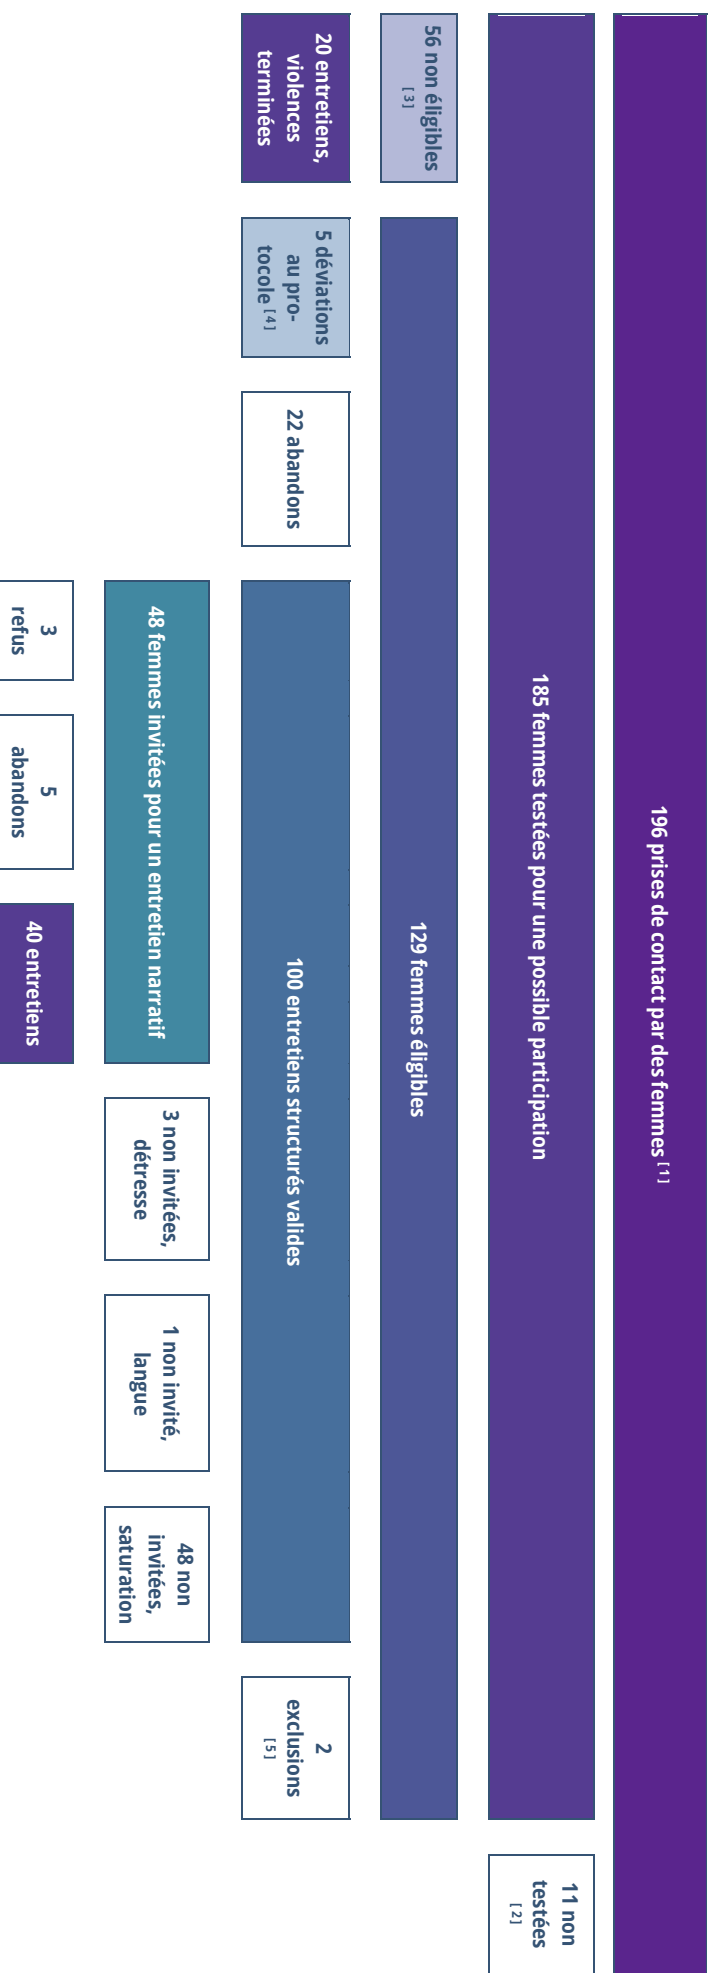 196 prises de contact par des femmes [1]
185 femmes testées pour une possible participation
11 non
testées
[2]
56 non éligibles
[3]
129 femmes éligibles
20 entretiens,
violences
terminées
5 déviations
au pro-
tocole [4]
22 abandons
100 entretiens structurés valides
2
exclusions
[5]
48 femmes invitées pour un entretien narratif
3 non invitées,
détresse
1 non invité,
langue
48 non
invitées,
saturation
3
refus
5
abandons
40 entretiens